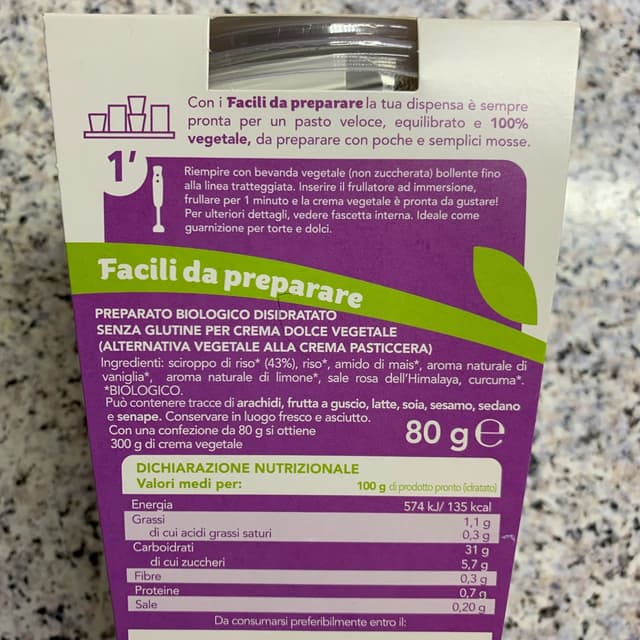 Con i Facili da preparare la tua dispensa è sempre
pronta per un pasto veloce, equilibrato e 100%
vegetale, da preparare con poche e semplici mosse.
1'
Riempire con bevanda vegetale (non zuccherata) bollente fino
alla linea tratteggiata. Inserire il frullatore ad immersione,
frullare per 1 minuto e la crema vegetale è pronta da gustare!
Per ulteriori dettagli, vedere fascetta interna. Ideale come
guarnizione per torte e dolci.
Facili da preparare
PREPARATO BIOLOGICO DISIDRATATO
SENZA GLUTINE PER CREMA DOLCE VEGETALE
(ALTERNATIVA VEGETALE ALLA CREMA PASTICCERA)
Ingredienti: sciroppo di riso* (43%), riso*, amido di mais*, aroma naturale di
vaniglia*, aroma naturale di limone*, sale rosa dell'Himalaya, curcuma*.
*BIOLOGICO.
Può contenere tracce di arachidi, frutta a guscio, latte, soia, sesamo, sedano
e senape. Conservare in luogo fresco e asciutto.
Con una confezione da 80 g si ottiene
300 g di crema vegetale
80 g e
DICHIARAZIONE NUTRIZIONALE
Valori medi per: 100 g di prodotto pronto (idratato)
Energia 574 kJ/ 135 kcal
Grassi 1,1 g
di cui acidi grassi saturi 0,3 g
Carboidrati 31 g
di cui zuccheri 5,7 g
Fibre 0,3 g
Proteine 0,7 g
Sale 0,20 g
Da consumarsi preferibilmente entro il: